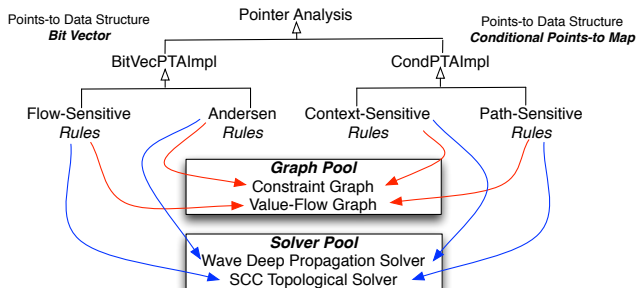 Pointer Analysis
Points-to Data Structure
Bit Vector
Points-to Data Structure
Conditional Points-to Map
BitVecPTAImpl
CondPTAImpl
Flow-Sensitive
Rules
Andersen
Rules
Context-Sensitive
Rules
Path-Sensitive
Rules
Graph Pool
Constraint Graph
Value-Flow Graph
Solver Pool
Wave Deep Propagation Solver
SCC Topological Solver